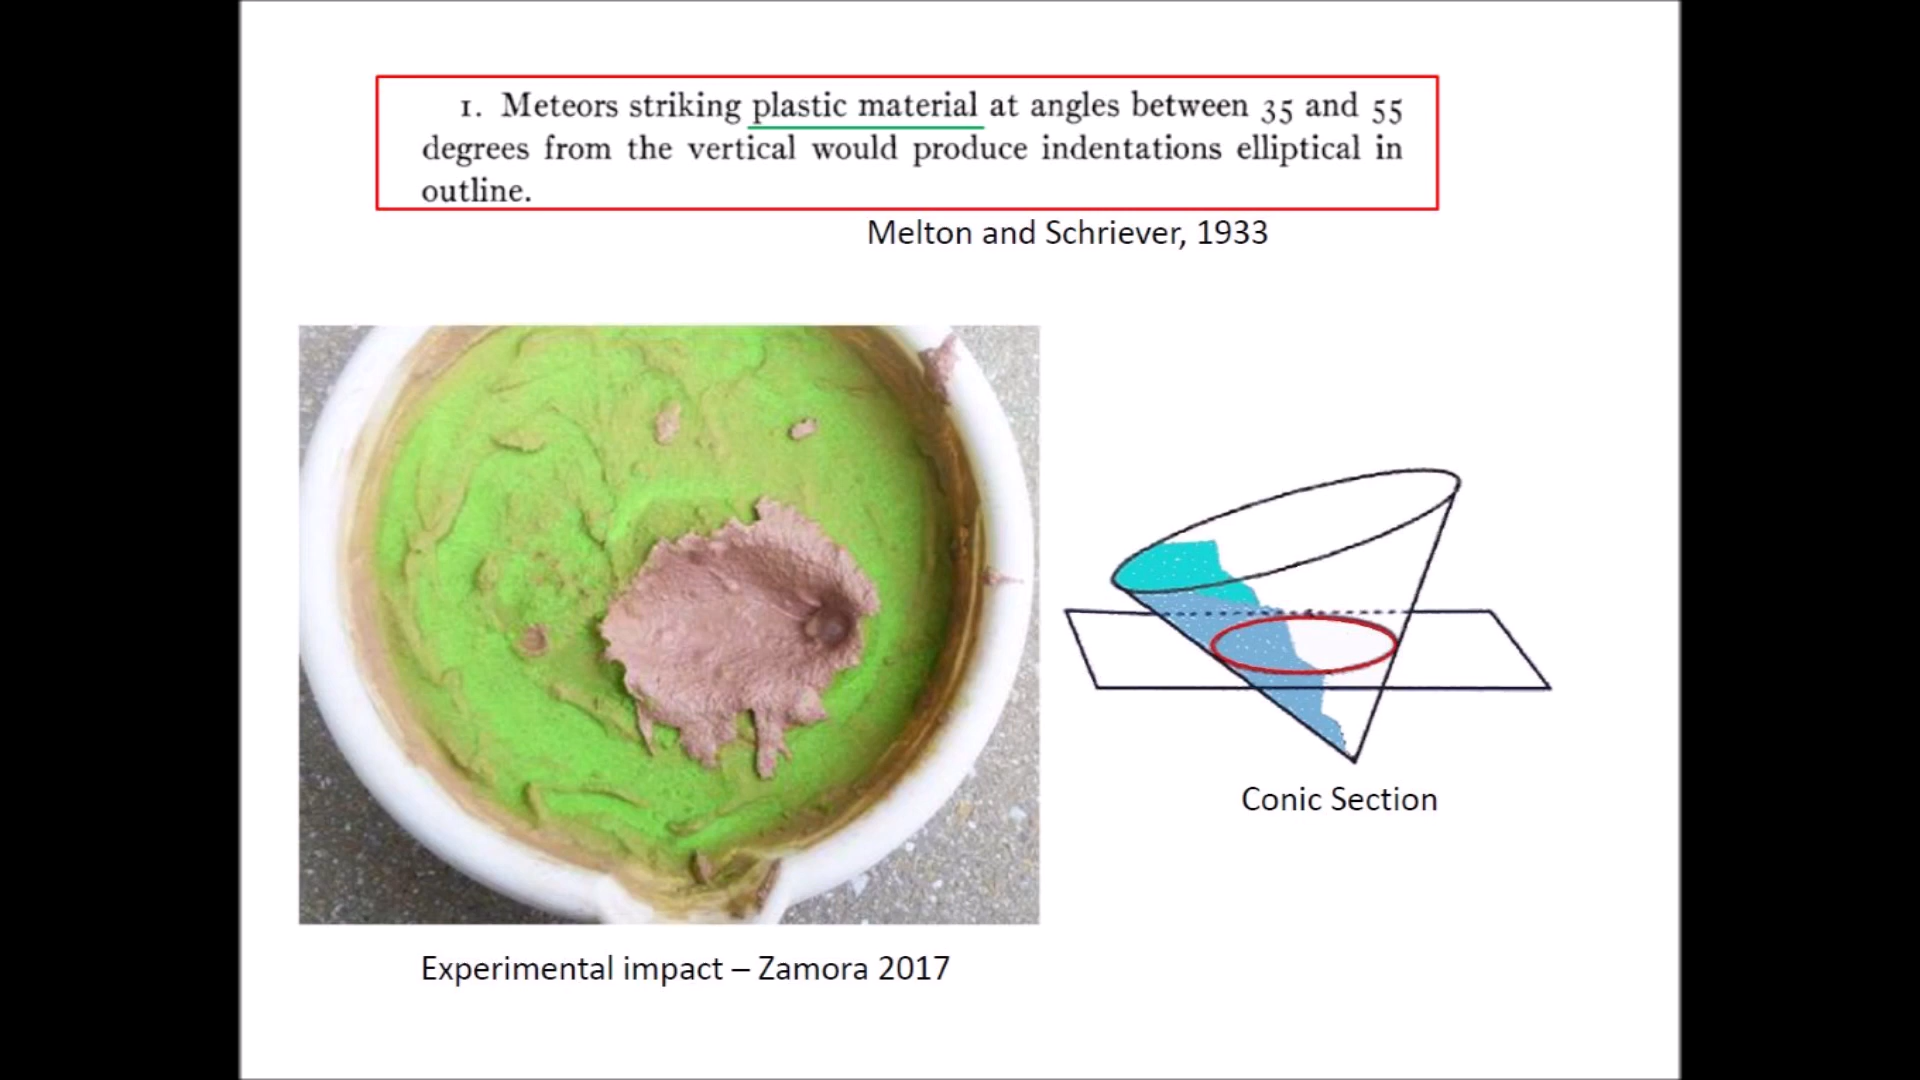 1. Meteors striking plastic material at angles between 35 and 55
degrees from the vertical would produce indentations elliptical in
outline.
Melton and Schriever, 1933
Conic Section
Experimental impact – Zamora 2017